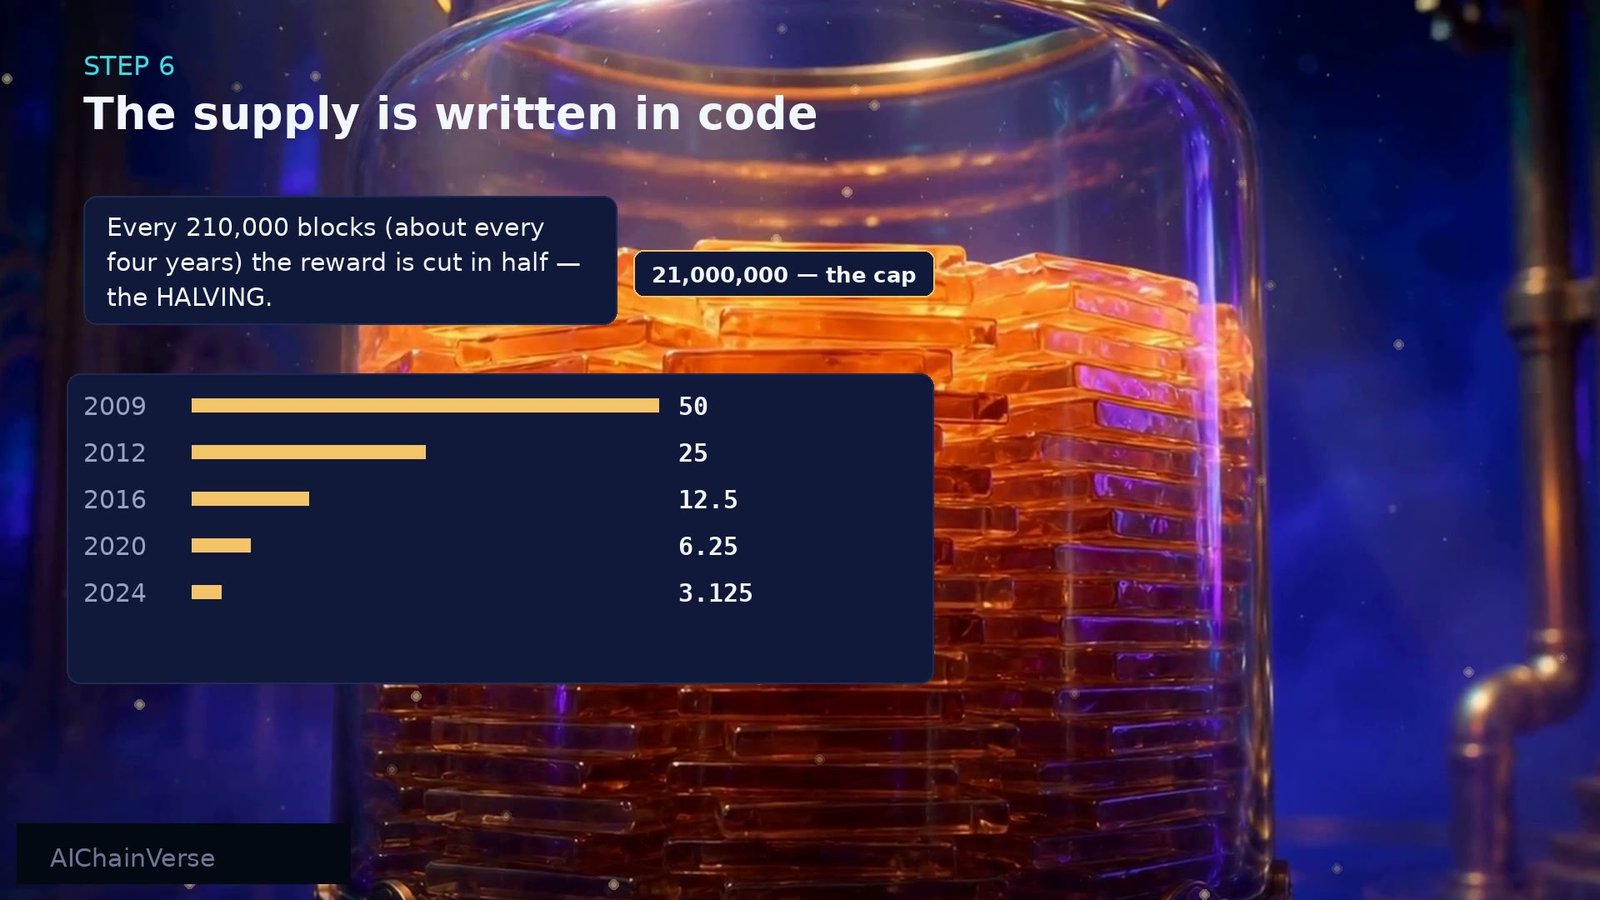 STEP 6
The supply is written in code
Every 210,000 blocks (about every
four years) the reward is cut in half —
the HALVING.
21,000,000 — the cap
2009 50
2012 25
2016 12.5
2020 6.25
2024 3.125
AIChainVerse